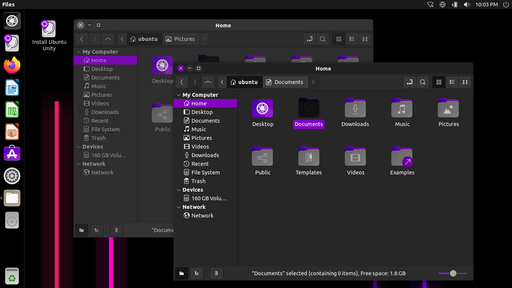 Files
10:03 PM
Install Ubuntu
Unity
Home
ubuntu
Pictures
My Computer
Home
Desktop
Documents
Music
Pictures
Videos
Downloads
Recent
File System
Trash
Devices
160 GB Volu...
Network
Network
Desktop
Public
"Docume
Home
ubuntu
Documents
My Computer
Home
Desktop
Documents
Music
Pictures
Videos
Downloads
Recent
File System
Trash
Devices
160 GB Volu...
Network
Network
Desktop
Documents
Downloads
Music
Pictures
Public
Templates
Videos
Examples
"Documents" selected (containing 0 items), Free space: 1.8 GB